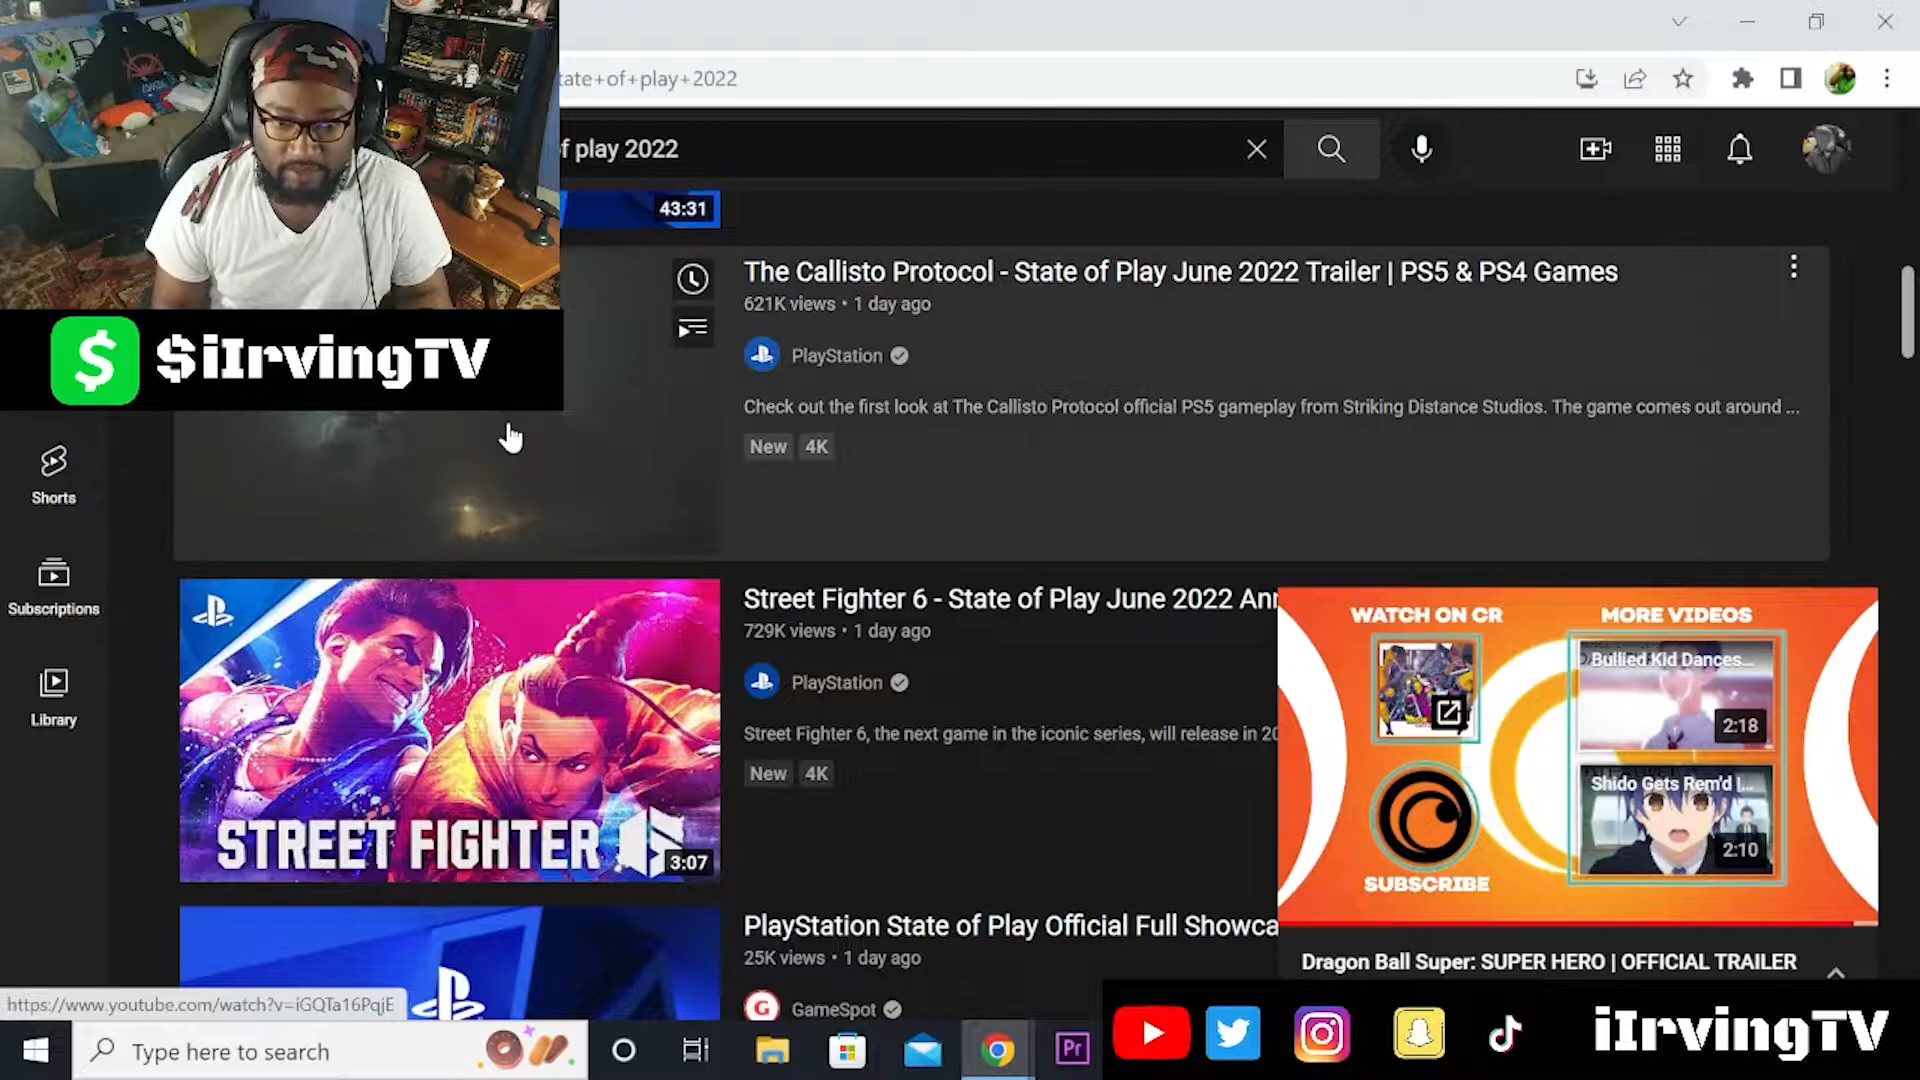 tate+of+play+2022
f play 2022
43:31
The Callisto Protocol - State of Play June 2022 Trailer | PS5 & PS4 Games
621K views • 1 day ago
PlayStation
Check out the first look at The Callisto Protocol official PS5 gameplay from Striking Distance Studios. The game comes out around ...
New 4K
$iIrvingTV
Shorts
Subscriptions
Library
STREET FIGHTER 6
3:07
Street Fighter 6 - State of Play June 2022 Ann
729K views • 1 day ago
PlayStation
Street Fighter 6, the next game in the iconic series, will release in 20
New 4K
WATCH ON CR
MORE VIDEOS
Bullied Kid Dances...
2:18
Shido Gets Rem'd |...
2:10
SUBSCRIBE
Dragon Ball Super: SUPER HERO | OFFICIAL TRAILER
PlayStation State of Play Official Full Showca
25K views • 1 day ago
GameSpot
https://www.youtube.com/watch?v=iGQTa16PqjE
Type here to search
Pr
iIrvingTV